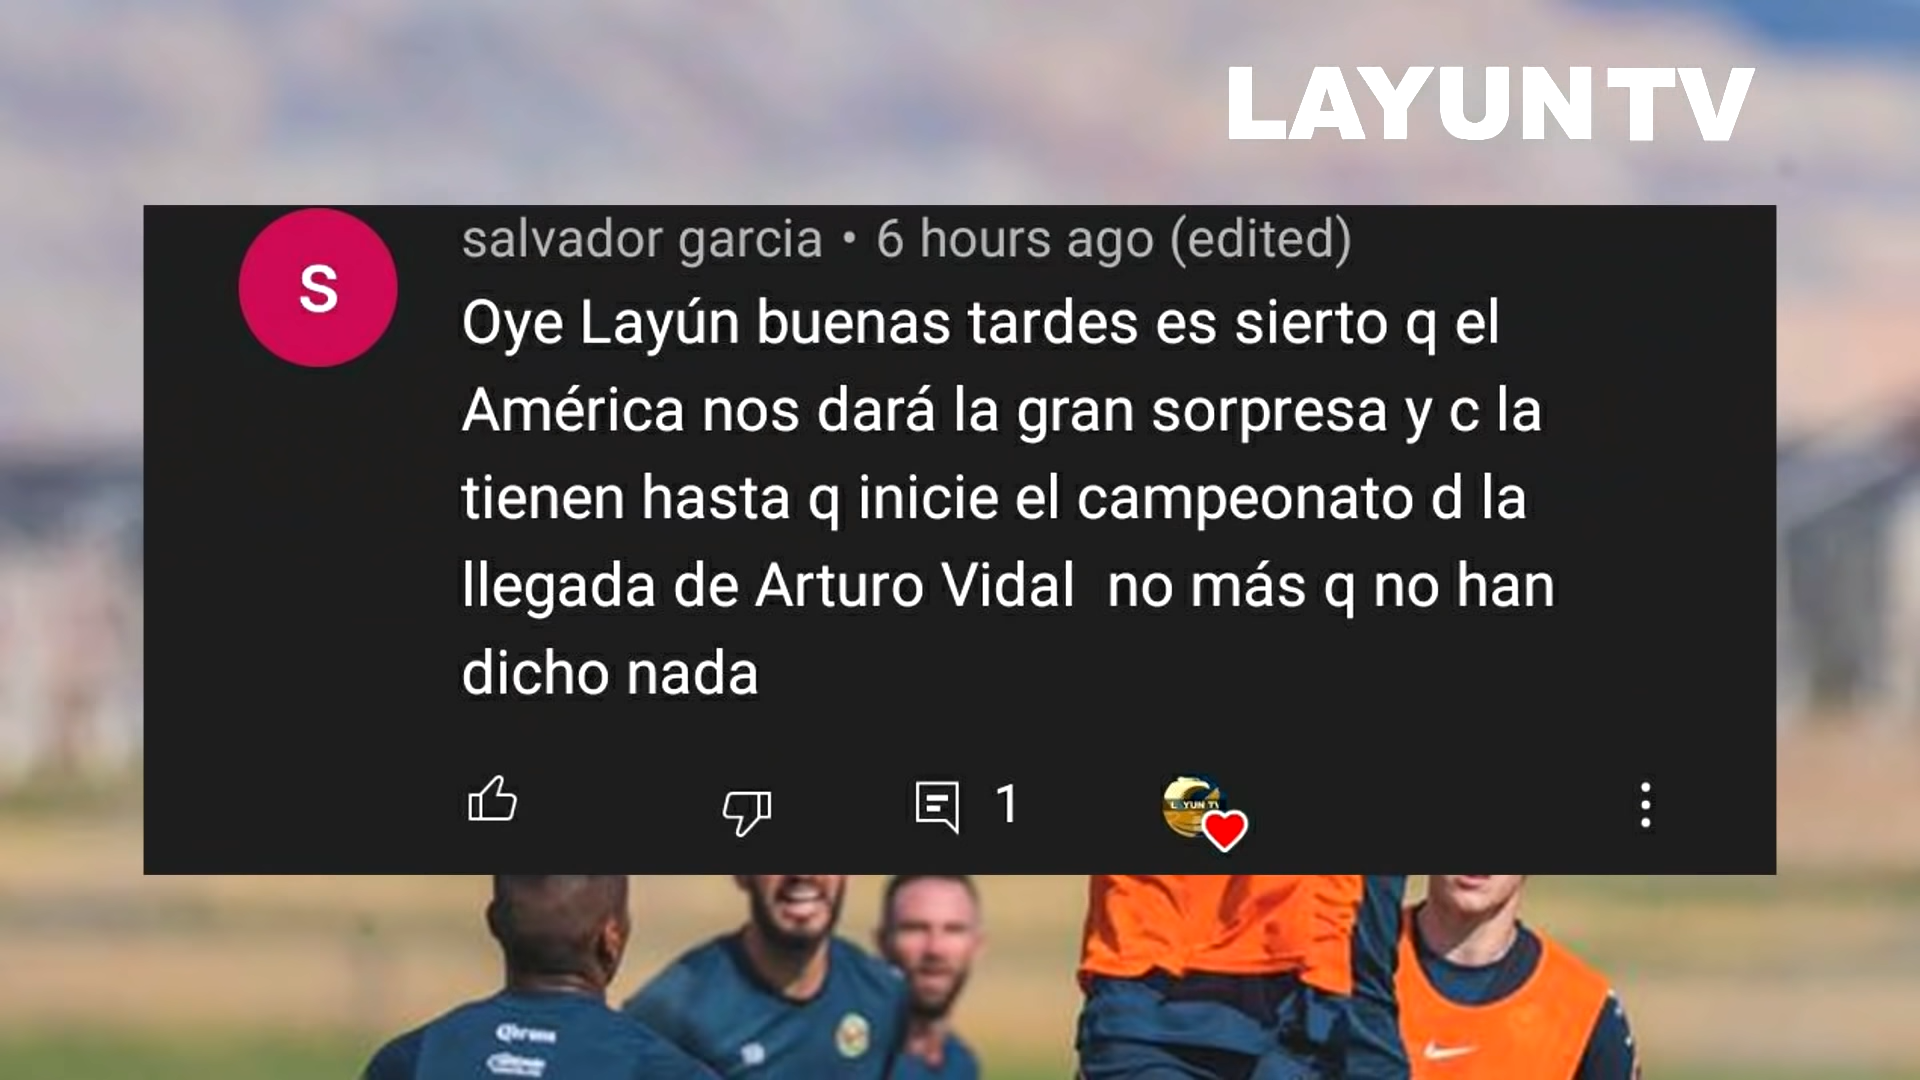 LAYUNTV
S
salvador garcia • 6 hours ago (edited)
Oye Layún buenas tardes es sierto q el
América nos dará la gran sorpresa y c la
tienen hasta q inicie el campeonato d la
llegada de Arturo Vidal  no más q no han
dicho nada
1
LAYUN TV
Corona